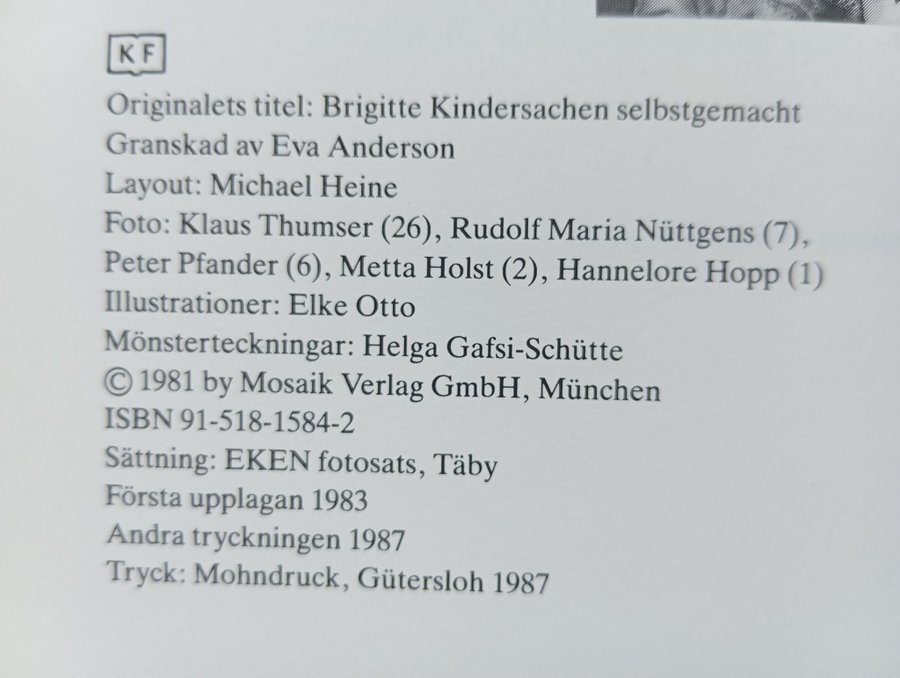 KF
Originalets titel: Brigitte Kindersachen selbstgemacht
Granskad av Eva Anderson
Layout: Michael Heine
Foto: Klaus Thumser (26), Rudolf Maria Nüttgens (7),
Peter Pfander (6), Metta Holst (2), Hannelore Hopp (1)
Illustrationer: Elke Otto
Mönsterteckningar: Helga Gafsi-Schütte
© 1981 by Mosaik Verlag GmbH, München
ISBN 91-518-1584-2
Sättning: EKEN fotosats, Täby
Första upplagan 1983
Andra tryckningen 1987
Tryck: Mohndruck, Gütersloh 1987